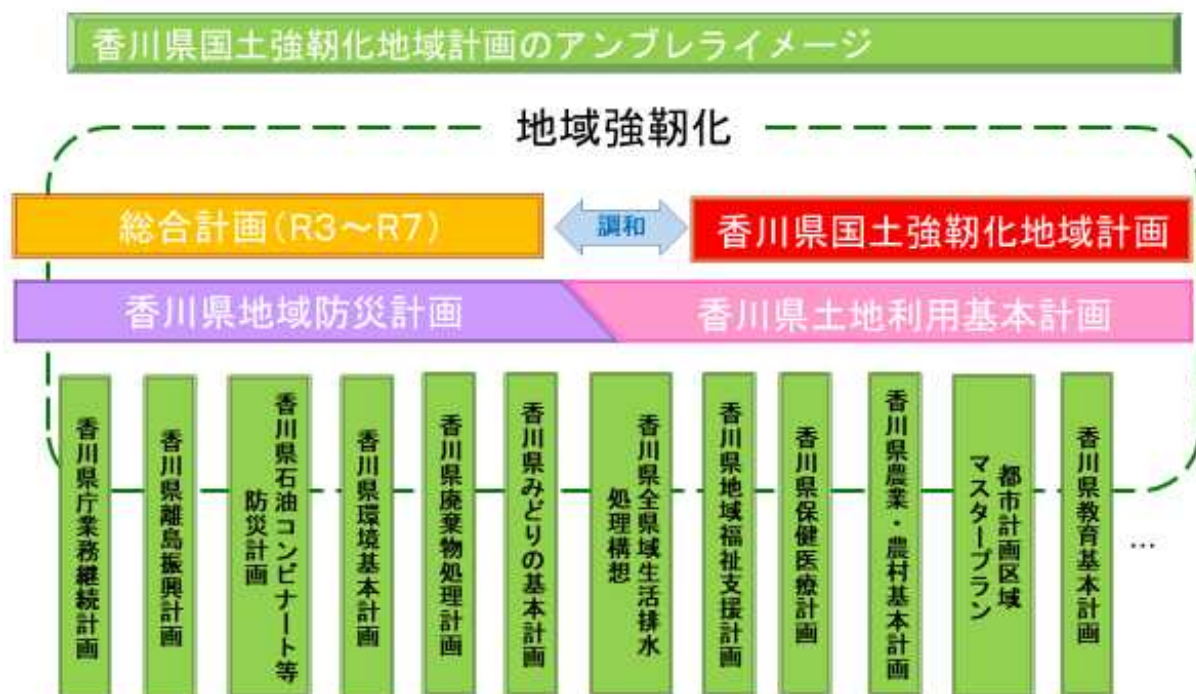 香川県国土強靭化地域計画のアンブレライメージ
地域強靭化
総合計画(R3～R7)
調和
香川県国土強靭化地域計画
香川県地域防災計画
香川県土地利用基本計画
香川県庁業務継続計画
香川県離島振興計画
香川県石油コンビナート等
防災計画
香川県環境基本計画
香川県廃棄物処理計画
香川県みどりの基本計画
香川県全県域生活排水
処理構想
香川県地域福祉支援計画
香川県保健医療計画
香川県農業・農村基本計画
都市計画区域
マスタープラン
香川県教育基本計画
…